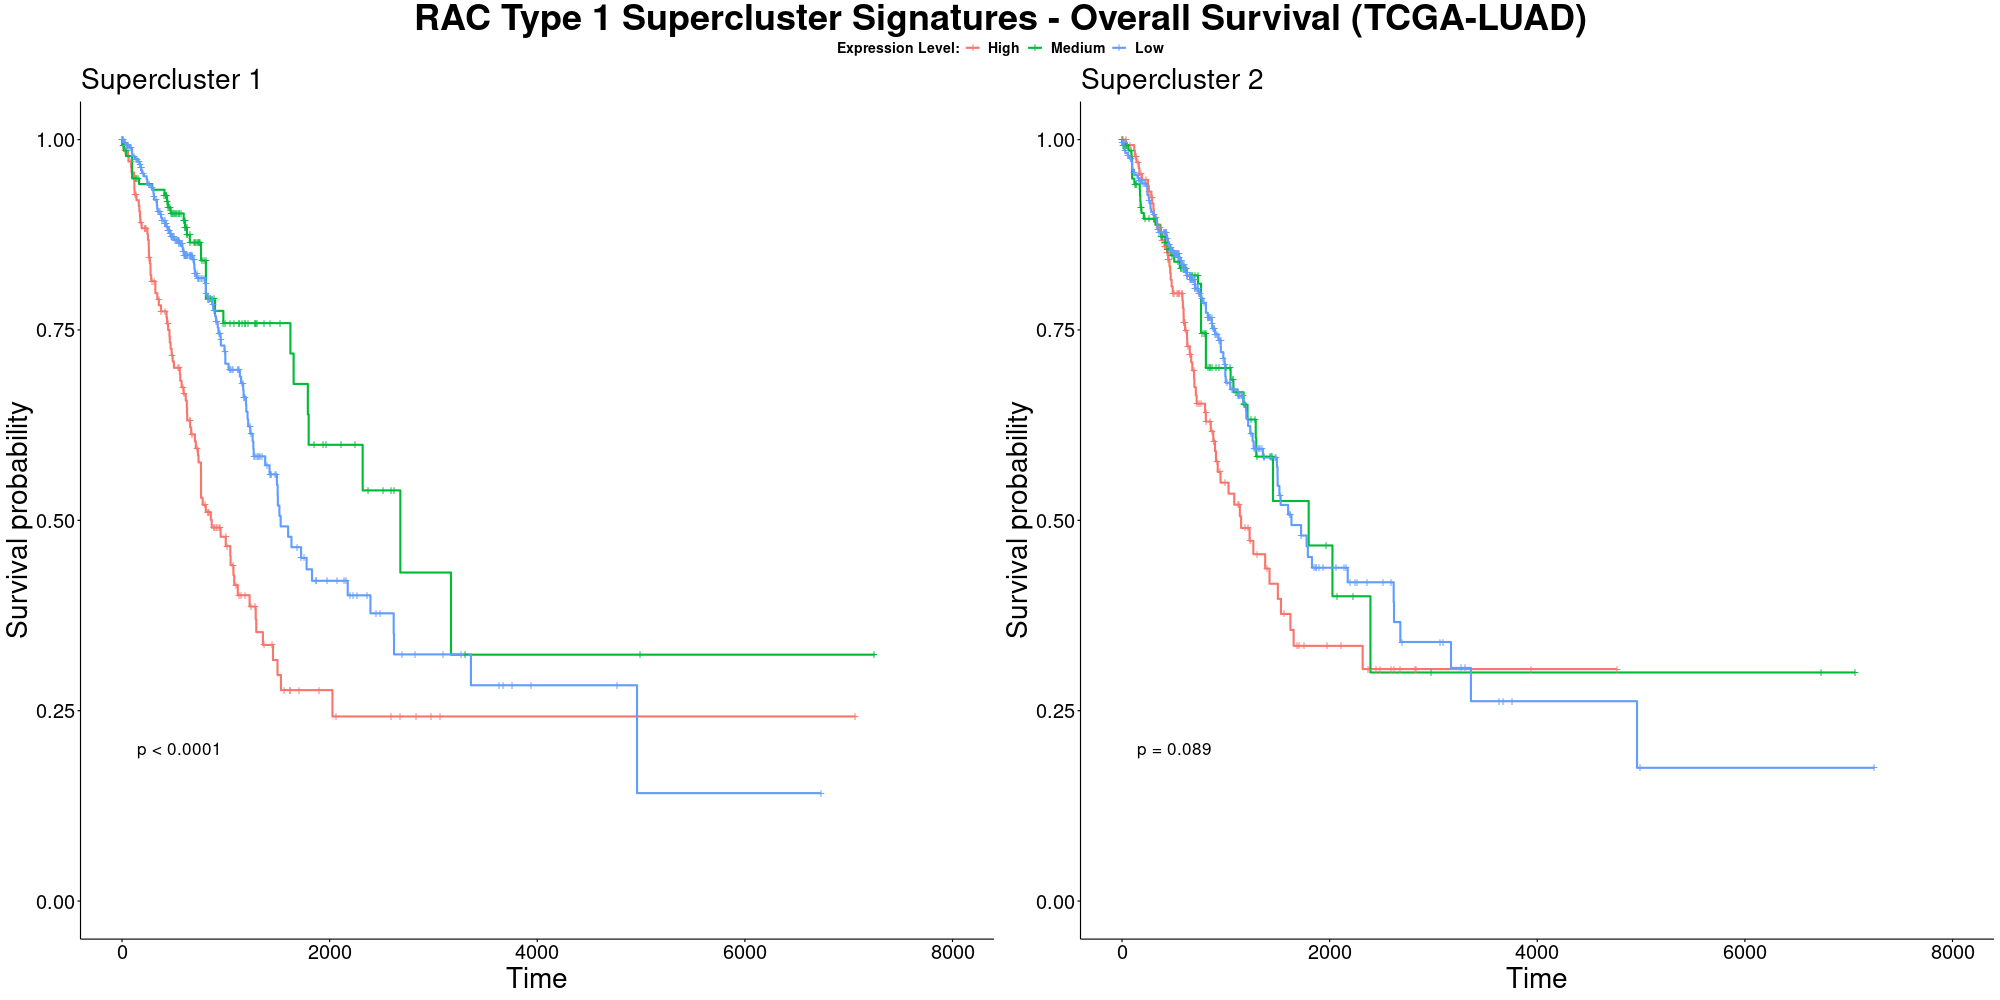 RAC Type 1 Supercluster Signatures - Overall Survival (TCGA-LUAD)
Expression Level: High Medium Low
Supercluster 1
Survival probability
1.00
0.75
0.50
0.25
0.00
p < 0.0001
0 2000 4000 6000 8000
Time
Supercluster 2
Survival probability
1.00
0.75
0.50
0.25
0.00
p = 0.089
0 2000 4000 6000 8000
Time